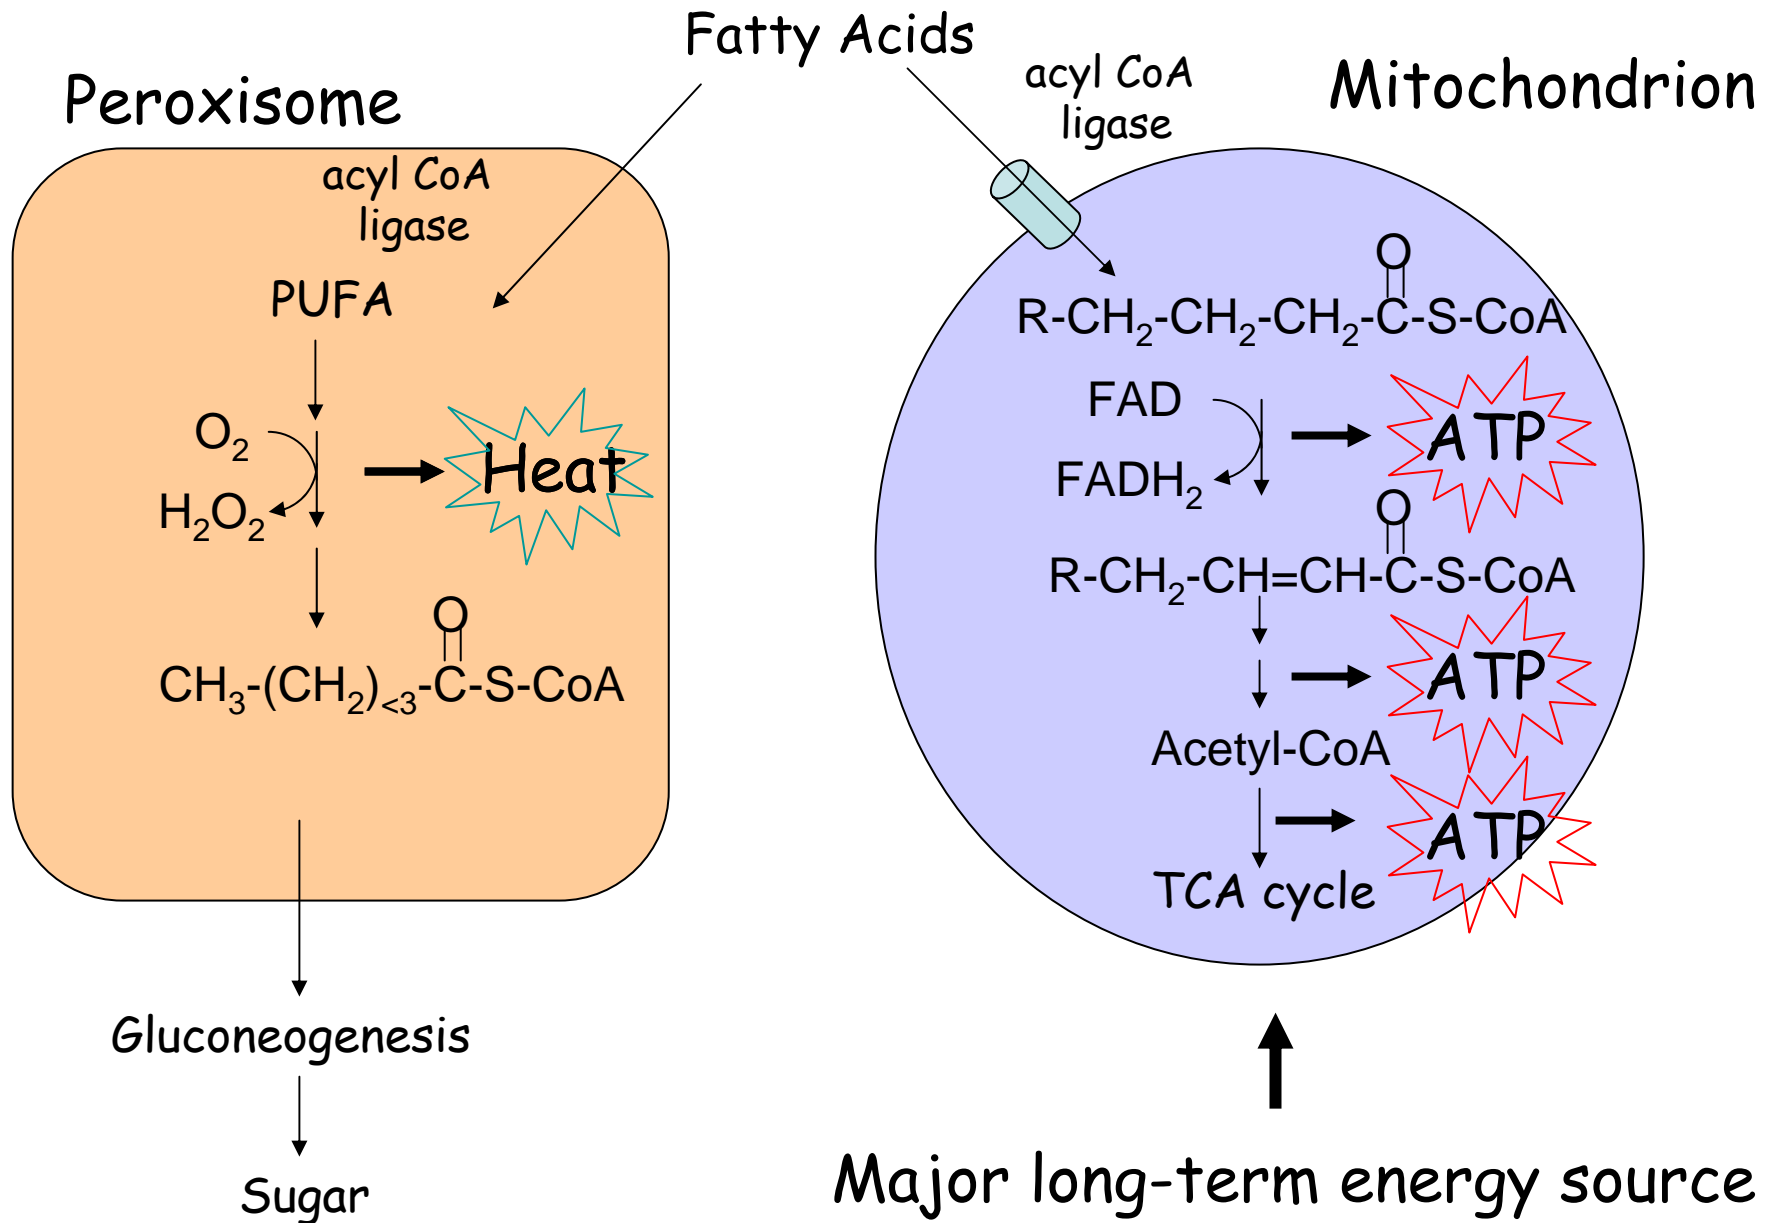 Fatty Acids
Peroxisome
acyl CoA
ligase
PUFA
O₂
H₂O₂
Heat
O
CH₃-(CH₂)<₃-C-S-CoA
Gluconeogenesis
Sugar
acyl CoA
ligase
Mitochondrion
O
R-CH₂-CH₂-CH₂-C-S-CoA
FAD
FADH₂
ATP
O
R-CH₂-CH=CH-C-S-CoA
ATP
Acetyl-CoA
ATP
TCA cycle
Major long-term energy source